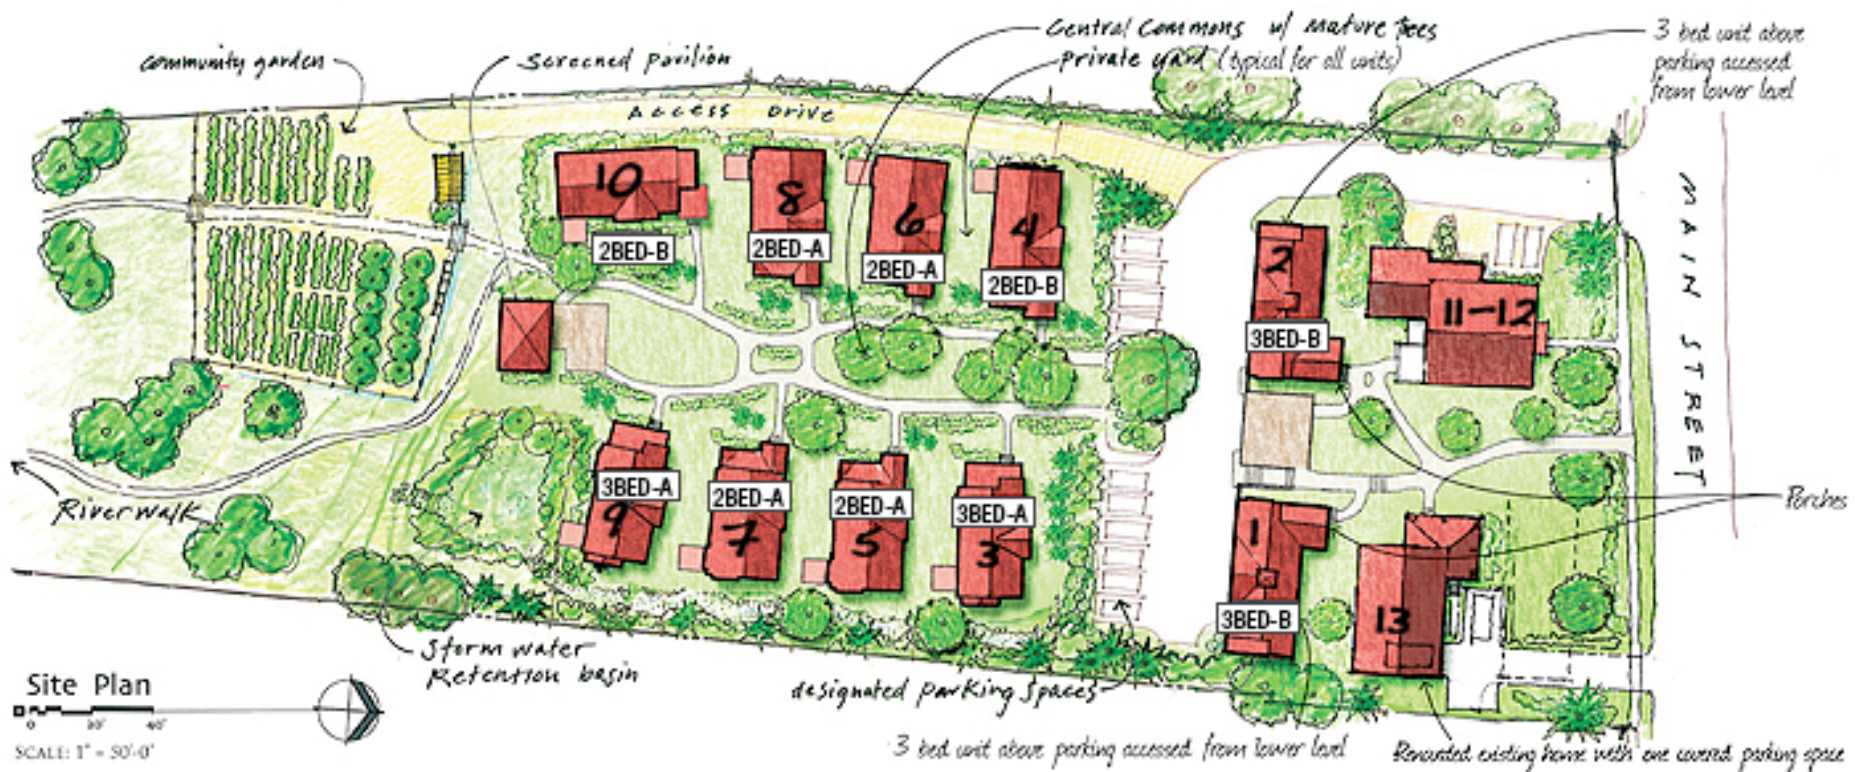 Community garden
Screened pavilion
Central Commons w/ mature trees
private yard (typical for all units)
3 bed unit above
parking accessed
from lower level
Access Drive
10
2BED-B
8
2BED-A
6
2BED-A
4
2BED-B
2
3BED-B
11-12
MAIN STREET
3BED-A
9
2BED-A
7
2BED-A
5
3BED-A
3
1
3BED-B
13
Porches
Riverwalk
Storm water
Retention basin
designated parking spaces
3 bed unit above parking accessed from lower level
Renovated existing home with one covered parking space
Site Plan
0 20' 40'
SCALE: 1" = 50'-0"